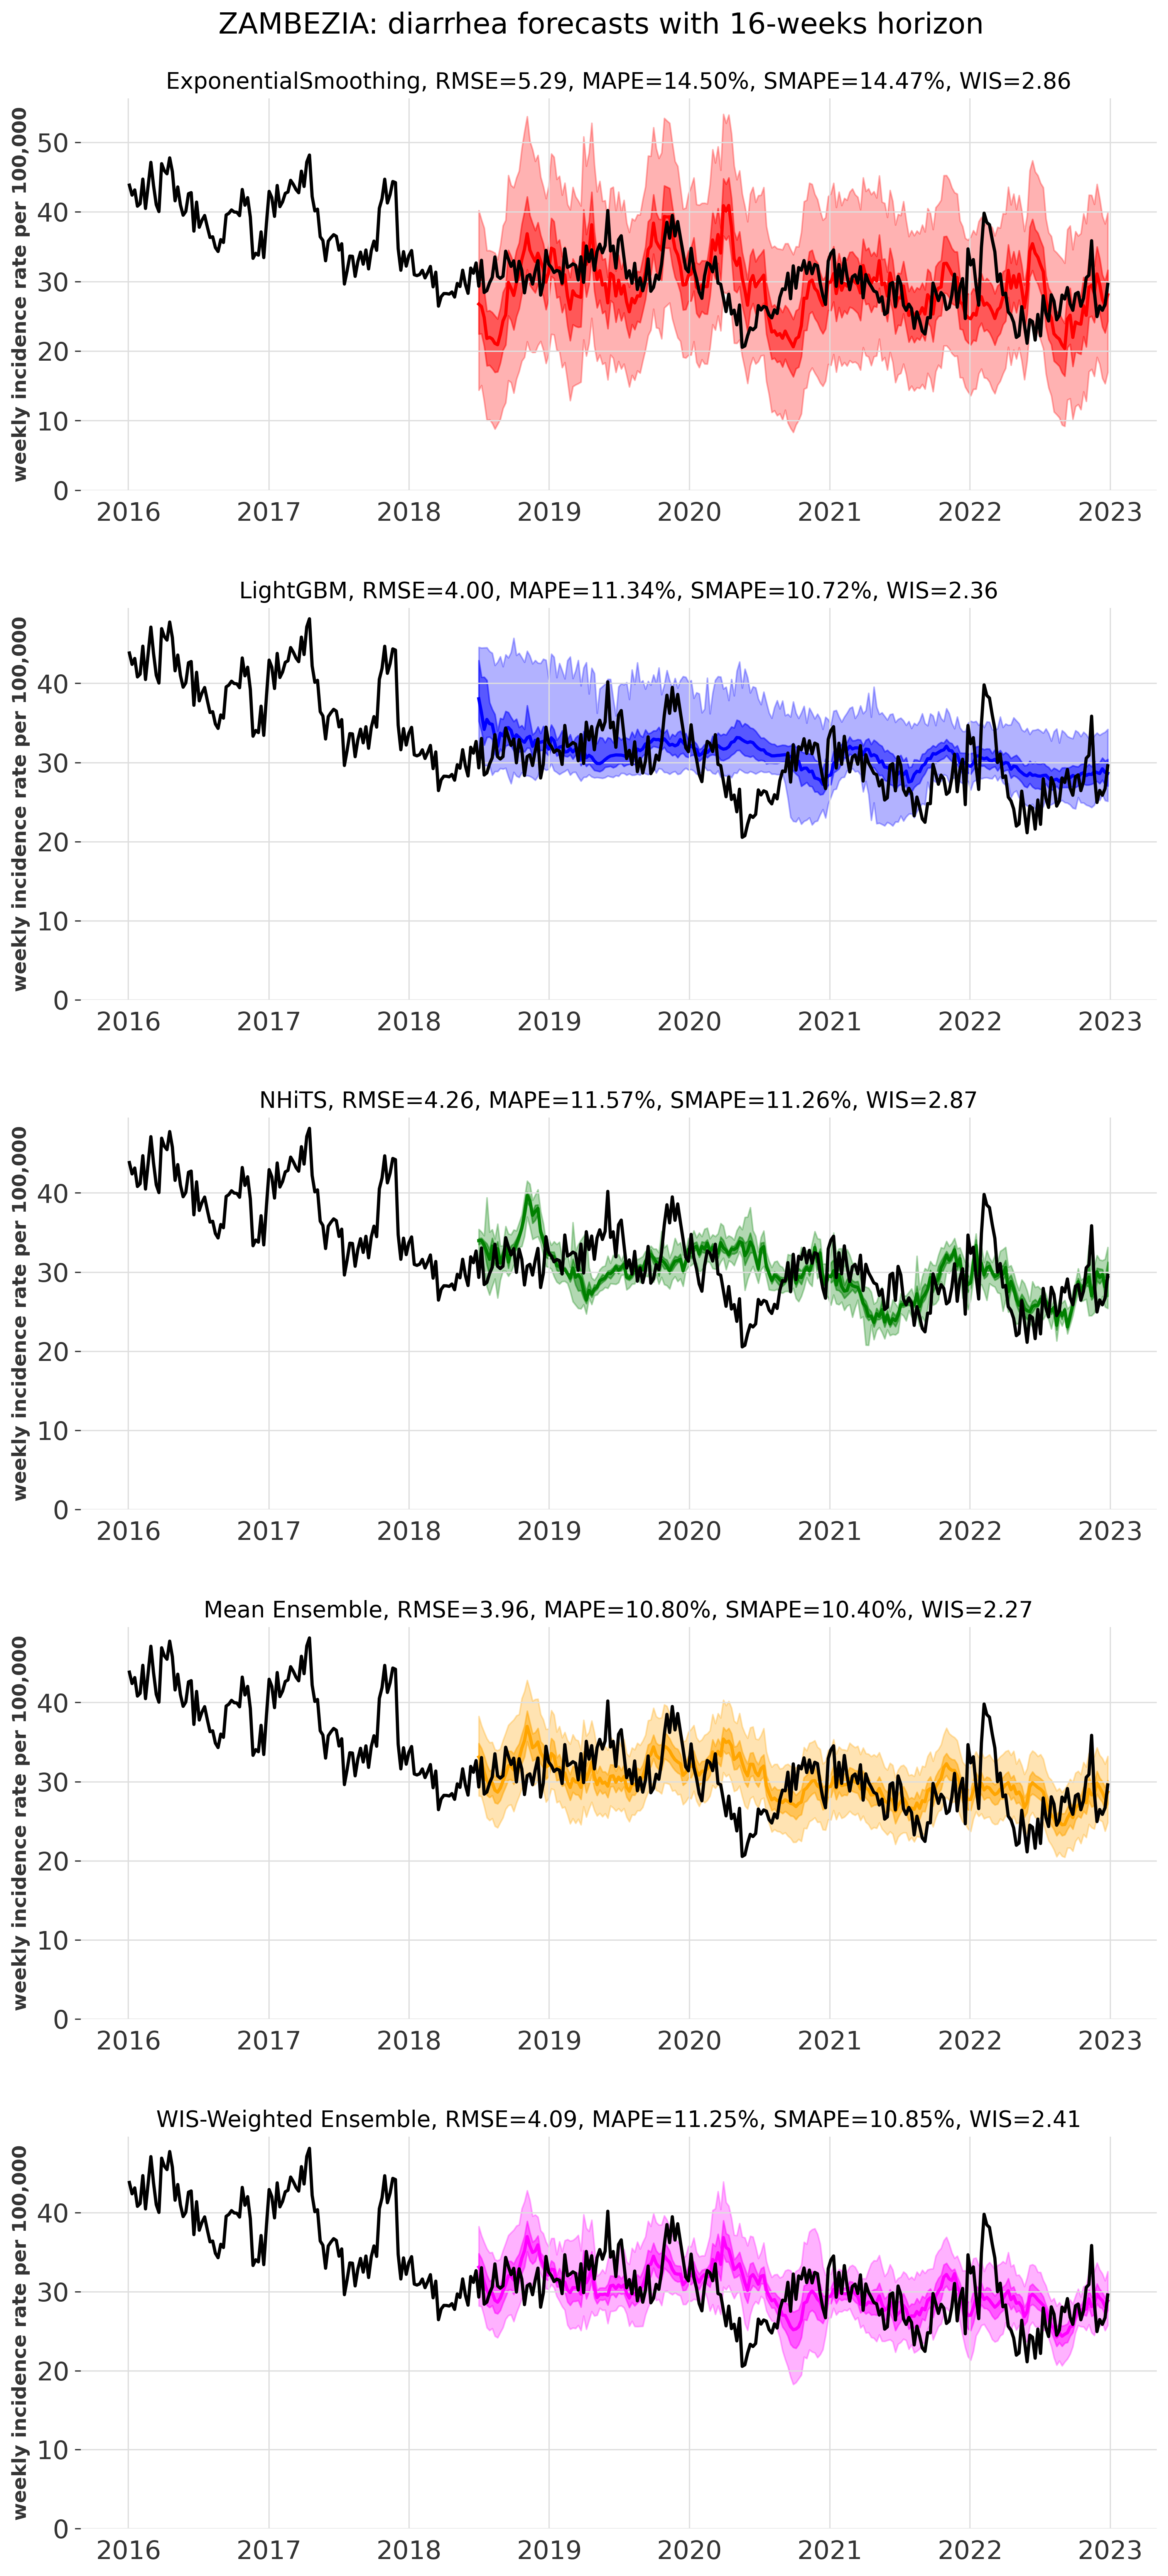 ZAMBEZIA: diarrhea forecasts with 16-weeks horizon
ExponentialSmoothing, RMSE=5.29, MAPE=14.50%, SMAPE=14.47%, WIS=2.86
weekly incidence rate per 100,000
50
40
30
20
10
0
2016 2017 2018 2019 2020 2021 2022 2023
LightGBM, RMSE=4.00, MAPE=11.34%, SMAPE=10.72%, WIS=2.36
weekly incidence rate per 100,000
40
30
20
10
0
2016 2017 2018 2019 2020 2021 2022 2023
NHiTS, RMSE=4.26, MAPE=11.57%, SMAPE=11.26%, WIS=2.87
weekly incidence rate per 100,000
40
30
20
10
0
2016 2017 2018 2019 2020 2021 2022 2023
Mean Ensemble, RMSE=3.96, MAPE=10.80%, SMAPE=10.40%, WIS=2.27
weekly incidence rate per 100,000
40
30
20
10
0
2016 2017 2018 2019 2020 2021 2022 2023
WIS-Weighted Ensemble, RMSE=4.09, MAPE=11.25%, SMAPE=10.85%, WIS=2.41
weekly incidence rate per 100,000
40
30
20
10
0
2016 2017 2018 2019 2020 2021 2022 2023